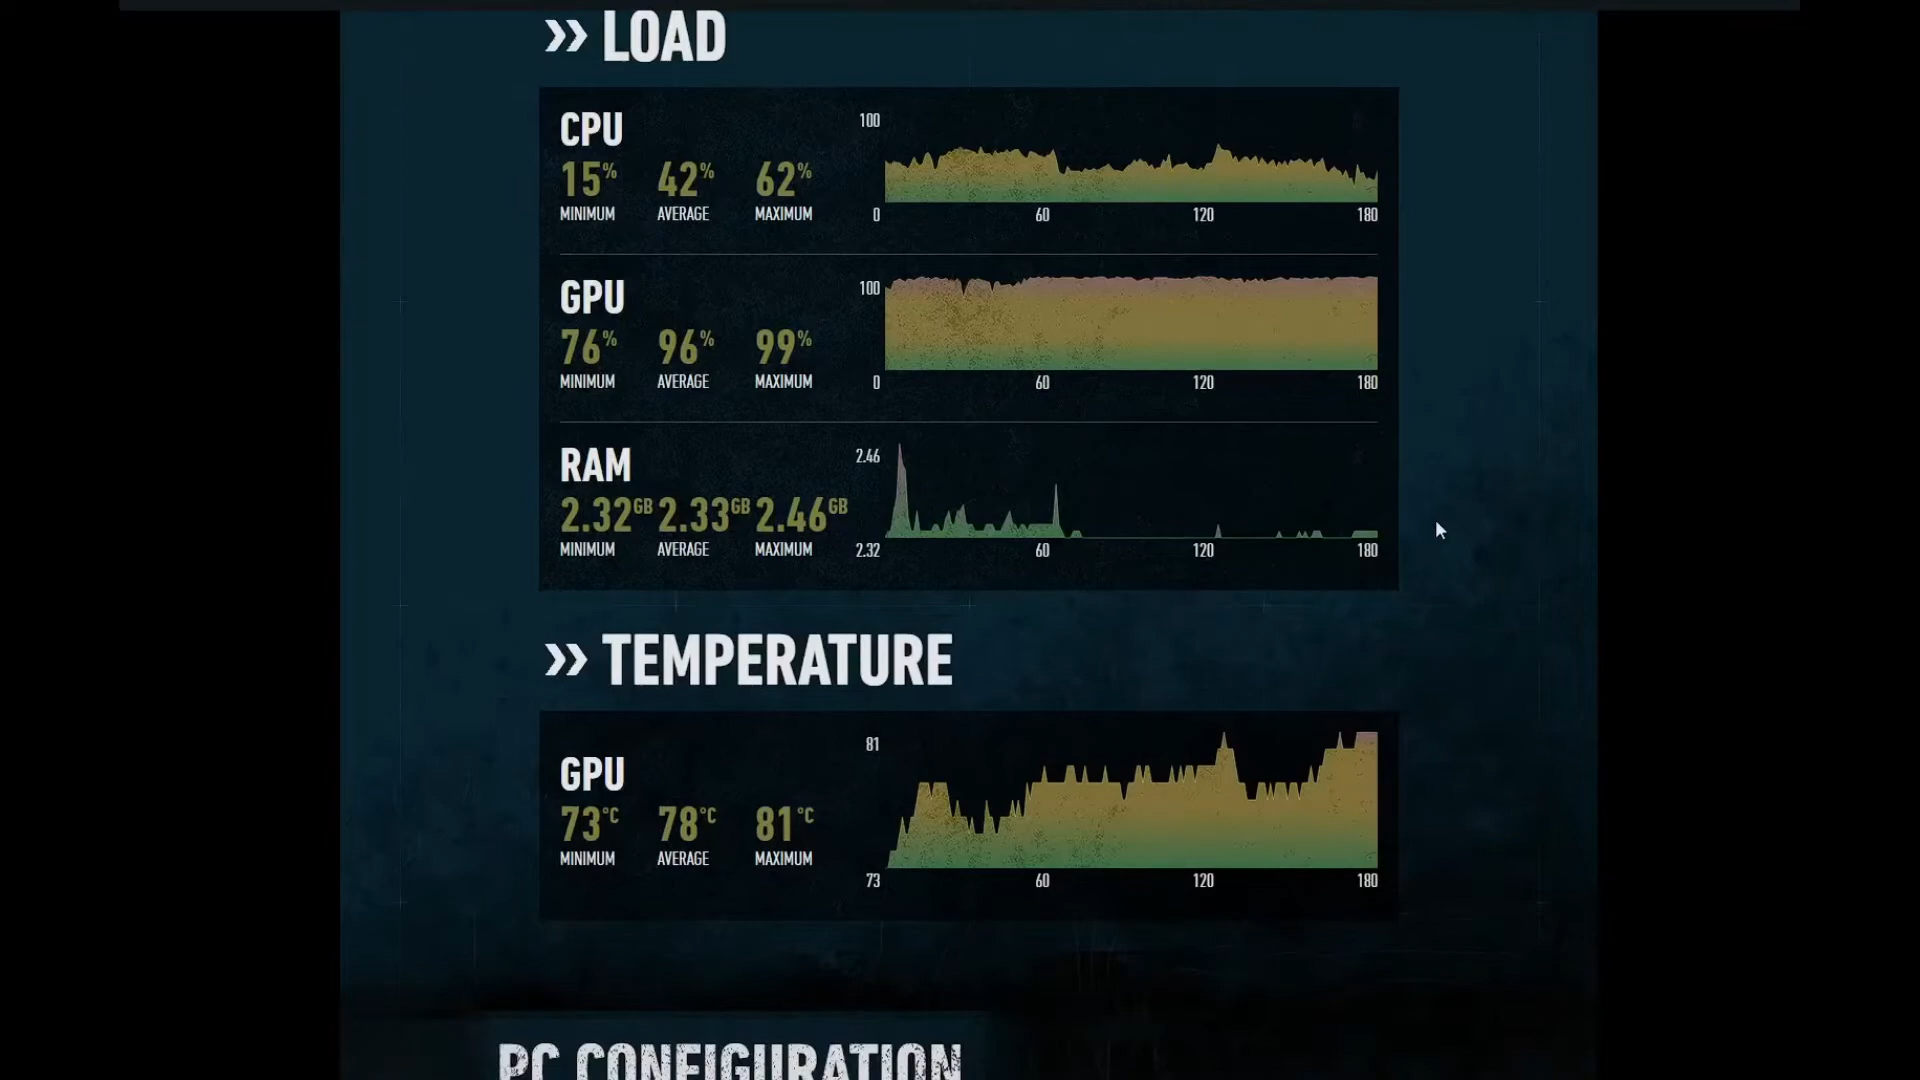 » LOAD
CPU
15% 42% 62%
MINIMUM AVERAGE MAXIMUM
100
0 60 120 180
GPU
76% 96% 99%
MINIMUM AVERAGE MAXIMUM
100
0 60 120 180
RAM
2.32GB 2.33GB 2.46GB
MINIMUM AVERAGE MAXIMUM
2.46
2.32 60 120 180
» TEMPERATURE
GPU
73°C 78°C 81°C
MINIMUM AVERAGE MAXIMUM
81
73 60 120 180
PC CONFIGURATION